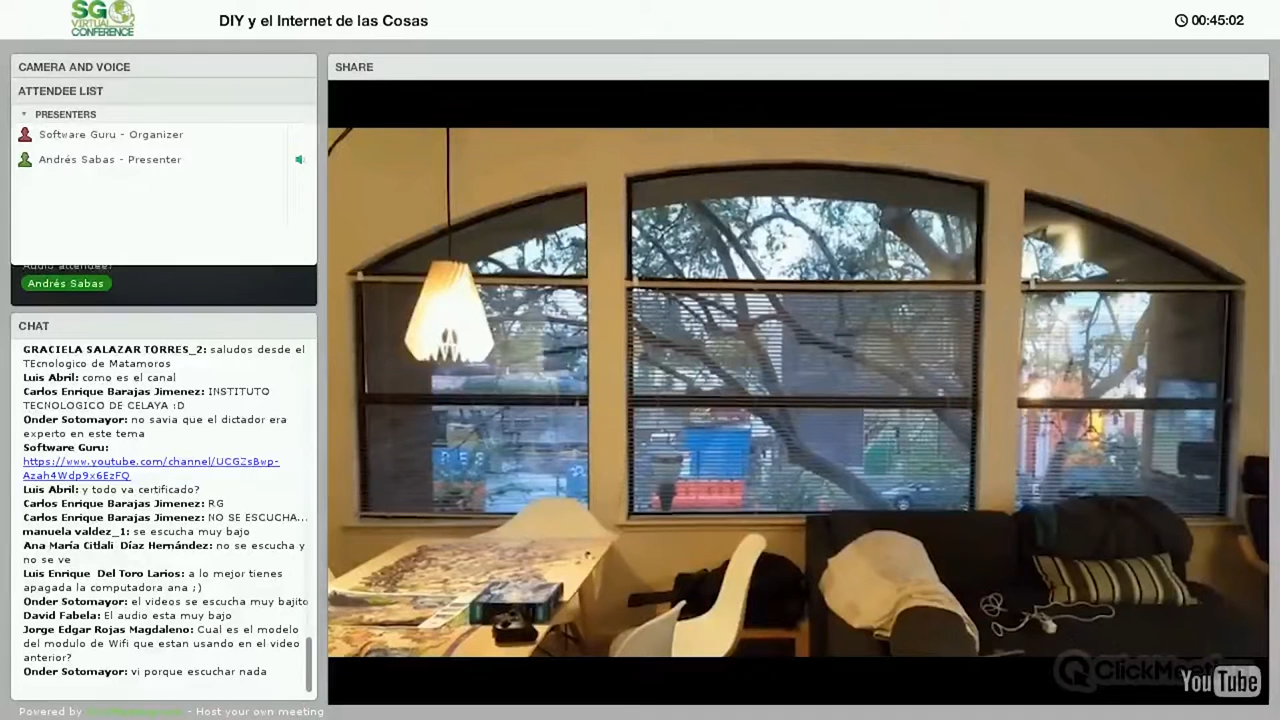 SG
VIRTUAL
CONFERENCE
DIY y el Internet de las Cosas
00:45:02
CAMERA AND VOICE
ATTENDEE LIST
PRESENTERS
Software Guru - Organizer
Andrés Sabas - Presenter
Audio attendee:
Andrés Sabas
CHAT
GRACIELA SALAZAR TORRES_2: saludos desde el
TEcnologico de Matamoros
Luis Abril: como es el canal
Carlos Enrique Barajas Jimenez: INSTITUTO
TECNOLOGICO DE CELAYA :D
Onder Sotomayor: no savia que el dictador era
experto en este tema
Software Guru:
https://www.youtube.com/channel/UCGZsBwp-
Azah4Wdp9x6EzFQ
Luis Abril: y todo va certificado?
Carlos Enrique Barajas Jimenez: RG
Carlos Enrique Barajas Jimenez: NO SE ESCUCHA...
manuela valdez_1: se escucha muy bajo
Ana María Citlali Díaz Hernández: no se escucha y
no se ve
Luis Enrique Del Toro Larios: a lo mejor tienes
apagada la computadora ana ;)
Onder Sotomayor: el videos se escucha muy bajito
David Fabela: El audio esta muy bajo
Jorge Edgar Rojas Magdaleno: Cual es el modelo
del modulo de Wifi que estan usando en el video
anterior?
Onder Sotomayor: vi porque escuchar nada
Powered by - Host your own meeting
SHARE
ClickMeeting
YouTube